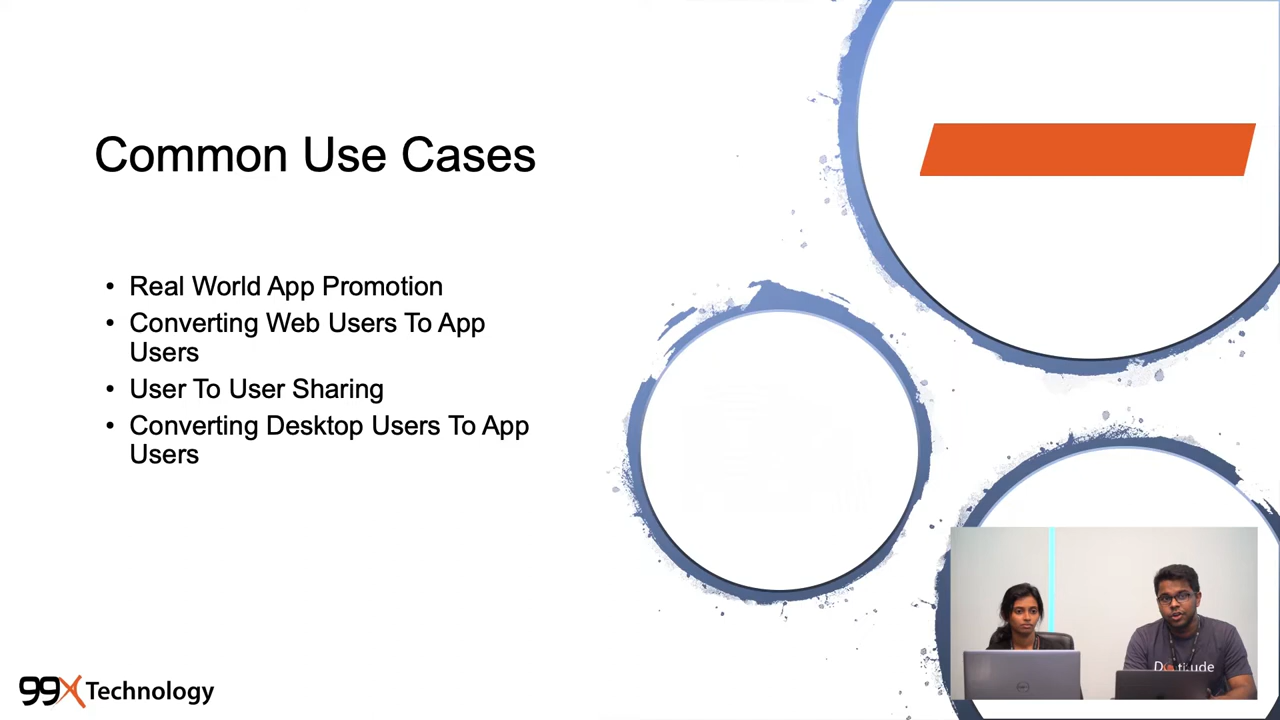 Common Use Cases
• Real World App Promotion
• Converting Web Users To App
Users
• User To User Sharing
• Converting Desktop Users To App
Users
99X Technology